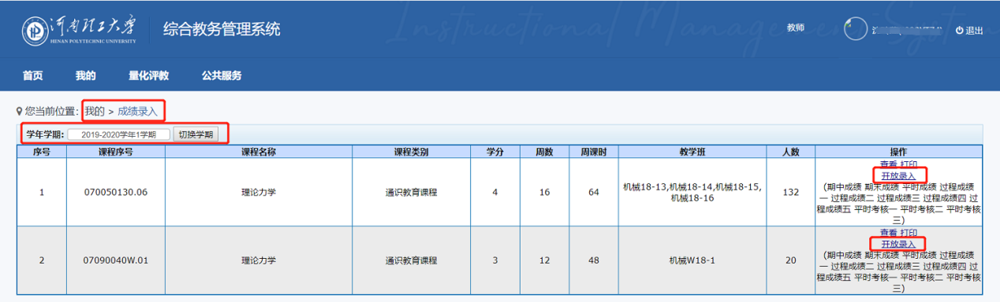 河南理工大学
HENAN POLYTECHNIC UNIVERSITY
综合教务管理系统
Instructional Management System
教师
退出
首页 我的 量化评教 公共服务
您当前位置: 我的 > 成绩录入
学年学期: 2019-2020学年1学期 切换学期
序号 课程序号 课程名称 课程类别 学分 周数 周课时 教学班 人数 操作
1 070050130.06 理论力学 通识教育课程 4 16 64 机械18-13,机械18-14,机械18-15,
机械18-16
132
查看 打印
开放录入
(期中成绩 期末成绩 平时成绩 过程成绩
一 过程成绩二 过程成绩三 过程成绩四 过
程成绩五 平时考核一 平时考核二 平时考核
三)
2 07090040W.01 理论力学 通识教育课程 3 12 48 机械W18-1 20
查看 打印
开放录入
(期中成绩 期末成绩 平时成绩 过程成绩
一 过程成绩二 过程成绩三 过程成绩四 过
程成绩五 平时考核一 平时考核二 平时考核
三)